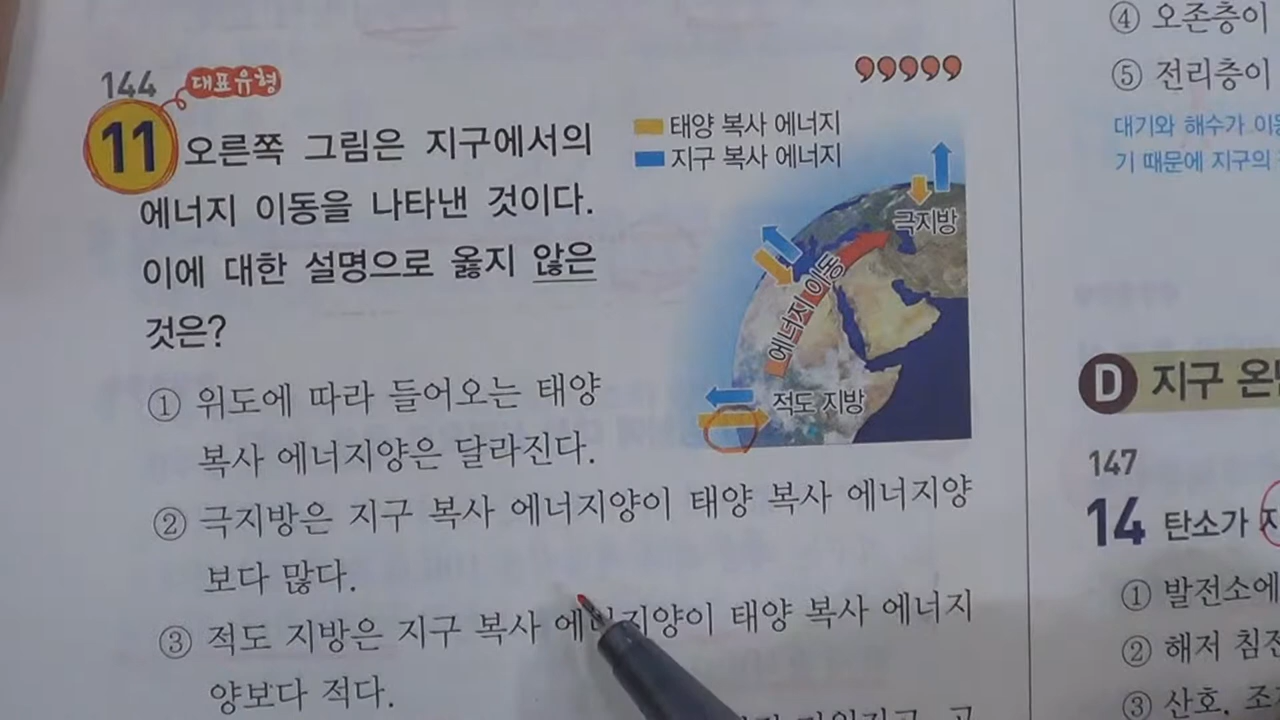 144 대표유형
11 오른쪽 그림은 지구에서의
에너지 이동을 나타낸 것이다.
이에 대한 설명으로 옳지 않은
것은?
태양 복사 에너지
지구 복사 에너지
극지방
에너지 이동
적도 지방
① 위도에 따라 들어오는 태양
복사 에너지양은 달라진다.
② 극지방은 지구 복사 에너지양이 태양 복사 에너지양
보다 많다.
③ 적도 지방은 지구 복사 에너지양이 태양 복사 에너지
양보다 적다.
④ 오존층이
⑤ 전리층이
대기와 해수가 이
기 때문에 지구의
D 지구 온
147
14 탄소가
① 발전소에
② 해저 침전
③ 산호, 조